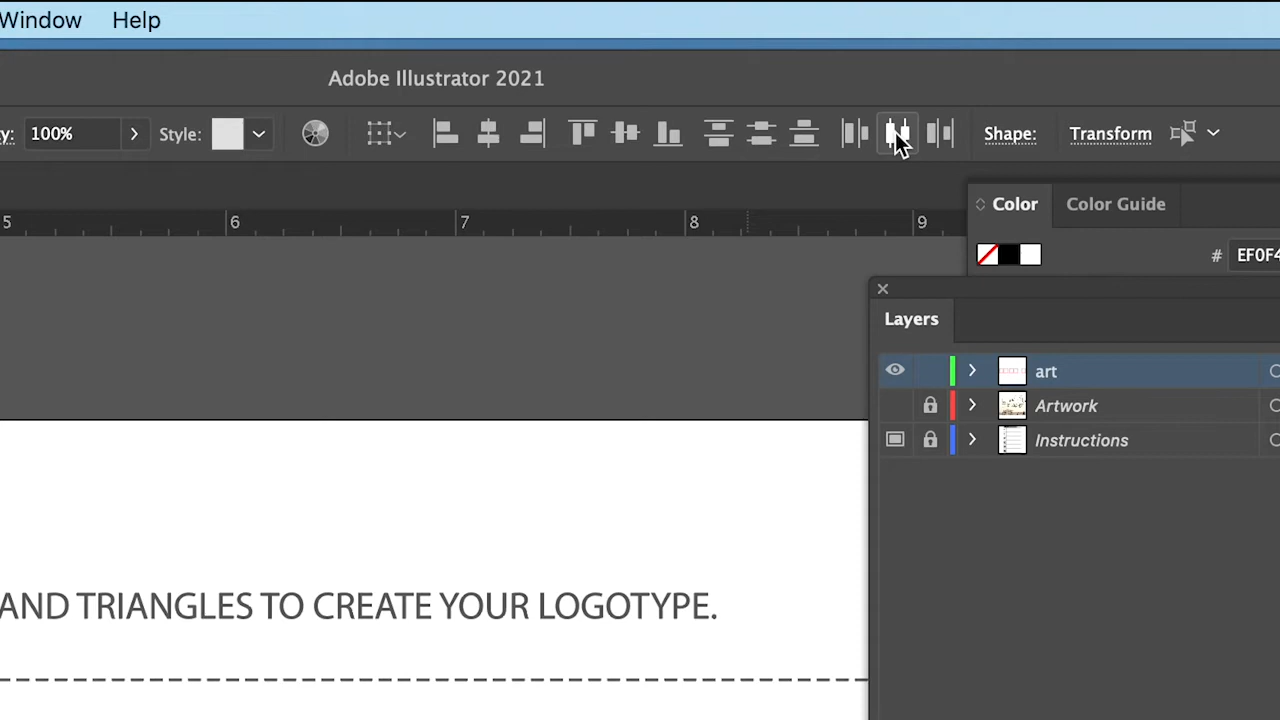 Window Help
Adobe Illustrator 2021
ty: 100% Style: Shape: Transform
5 6 7 8 9
Color Color Guide
# EF0F4
Layers
art
Artwork
Instructions
AND TRIANGLES TO CREATE YOUR LOGOTYPE.